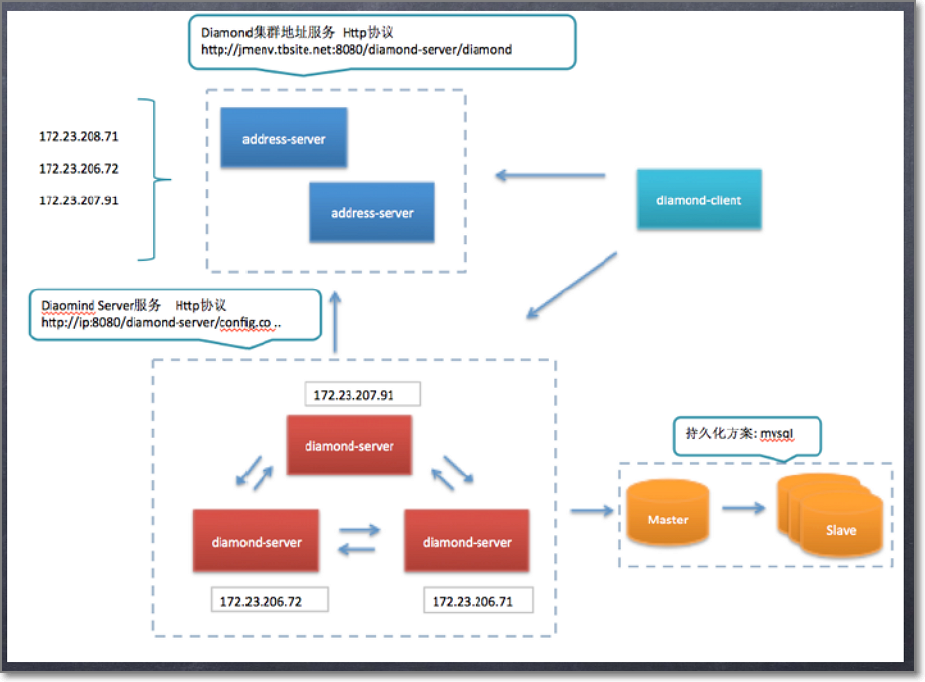 Diamond集群地址服务 Http协议
http://jmenv.tbsite.net:8080/diamond-server/diamond
address-server
address-server
172.23.208.71
172.23.206.72
172.23.207.91
diamond-client
Diaomind Server服务 Http协议
http://ip:8080/diamond-server/config.co ..
172.23.207.91
diamond-server
diamond-server
diamond-server
172.23.206.72
172.23.206.71
持久化方案: mysql
Master
Slave